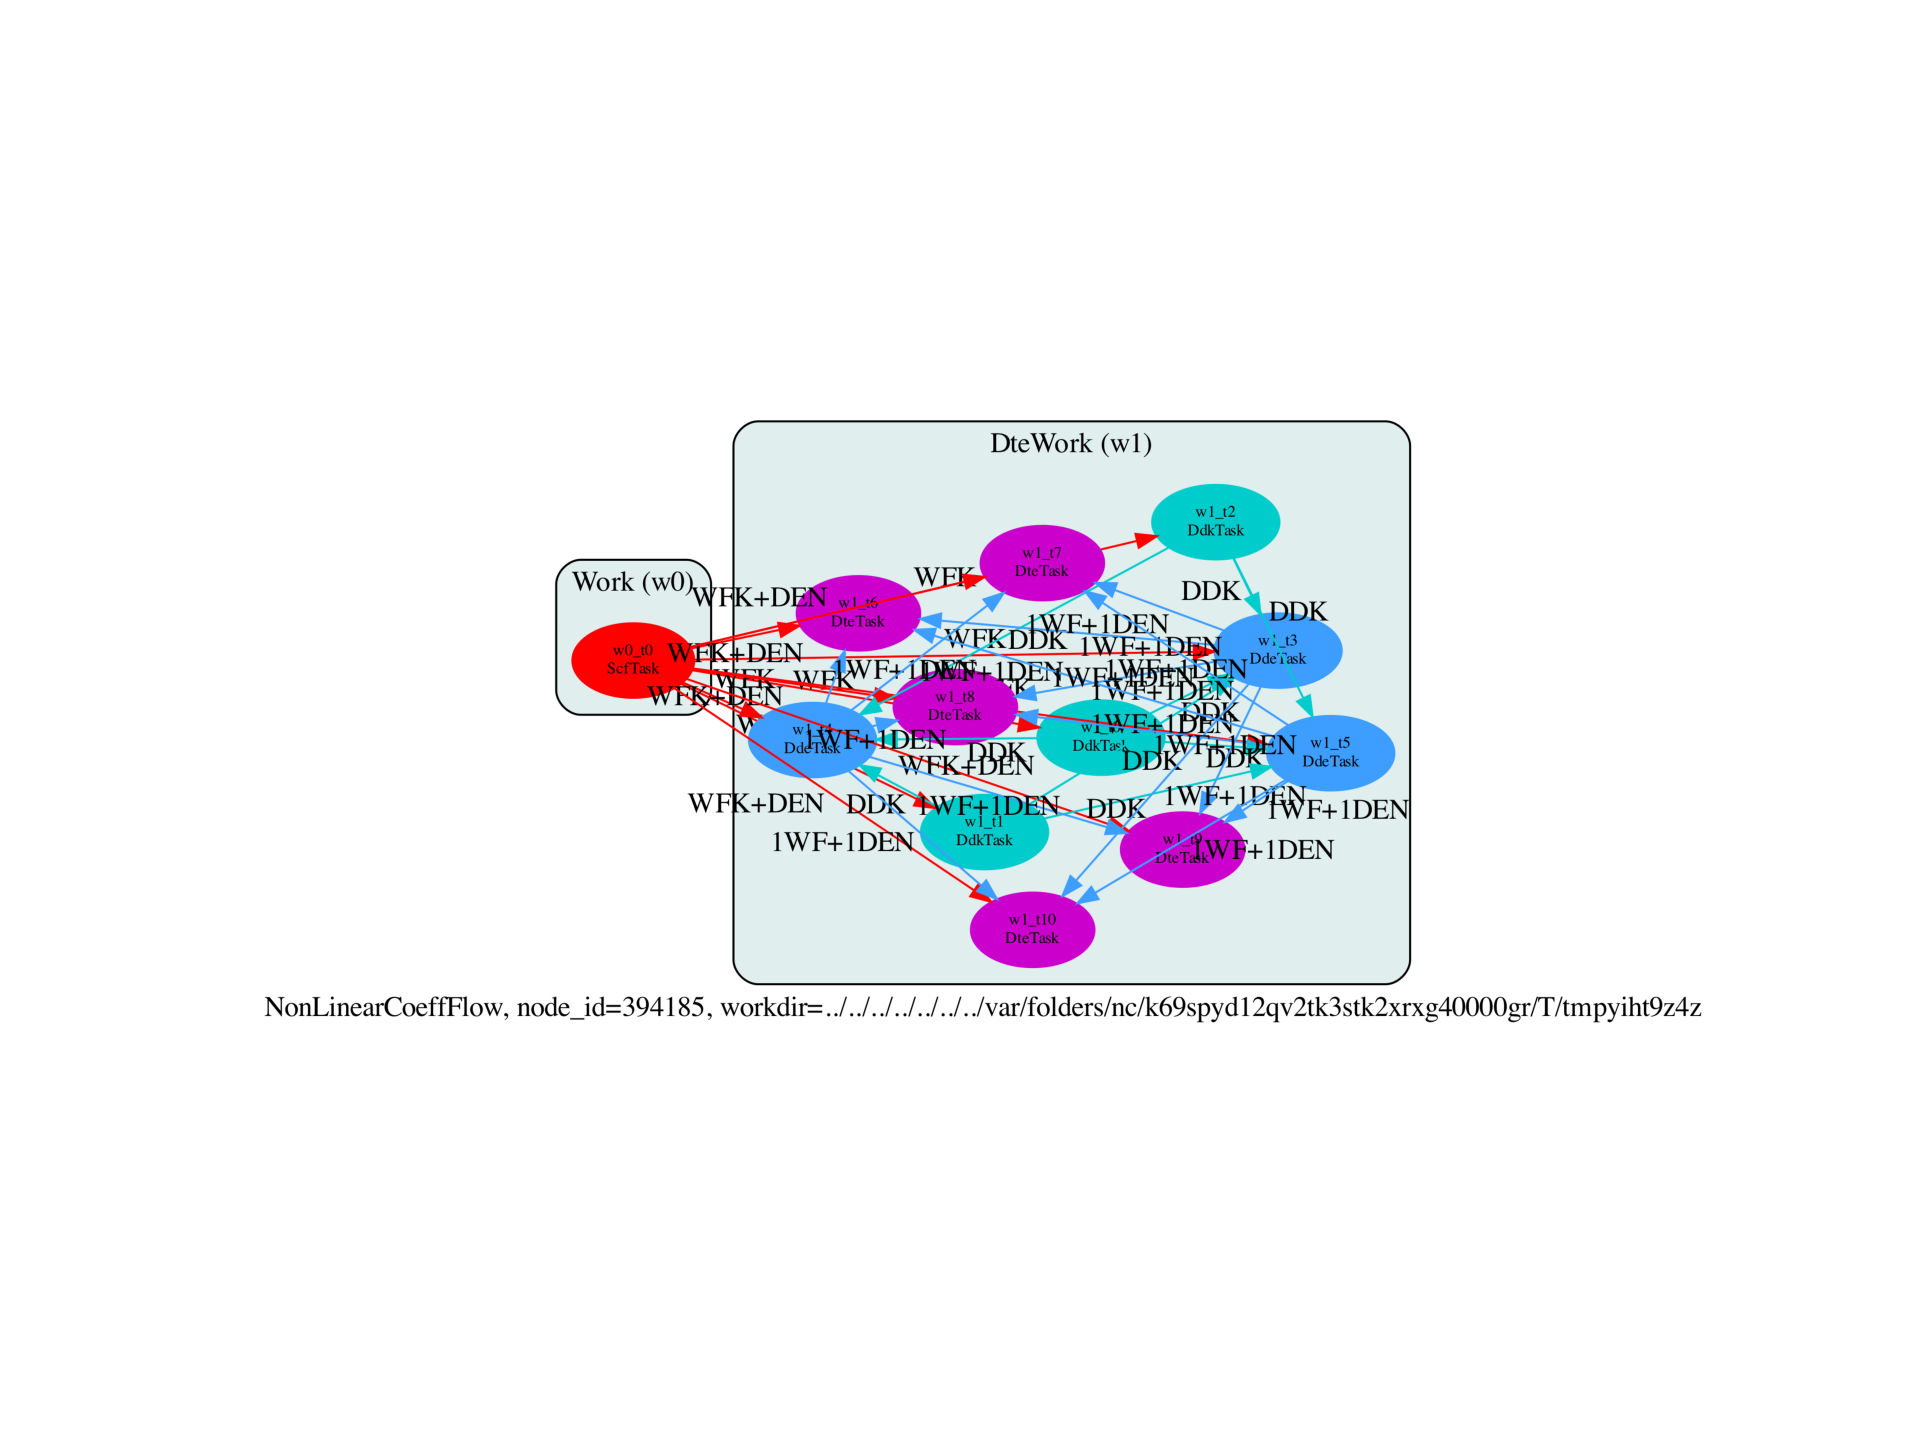 DteWork (w1)
w1_t2
DdkTask
w1_t7
DteTask
Work (w0)
WFK
DDK
WFK+DEN
w1_t6
DteTask
DDK
1WF+1DEN
WFK
DDK
w1_t3
DdeTask
1WF+1DEN
w0_t0
ScfTask
WFK+DEN
1WF+1DEN
1WF+1DEN
1WF+1DEN
1WF+1DEN
WFK
WFK
1WF+1DEN
WFK+DEN
w1_t8
DteTask
DDK
1WF+1DEN
DdkTask
1WF+1DEN
DdeTask
1WF+1DEN
w1_t5
DdeTask
DDK
DDK
DDK
WFK+DEN
1WF+1DEN
WFK+DEN
DDK
1WF+1DEN
DDK
1WF+1DEN
w1_t1
DdkTask
1WF+1DEN
w1_t9
DteTask
1WF+1DEN
w1_t10
DteTask
NonLinearCoeffFlow, node_id=394185, workdir=../../../../../../../var/folders/nc/k69spyd12qv2tk3stk2xrxg40000gr/T/tmpyiht9z4z